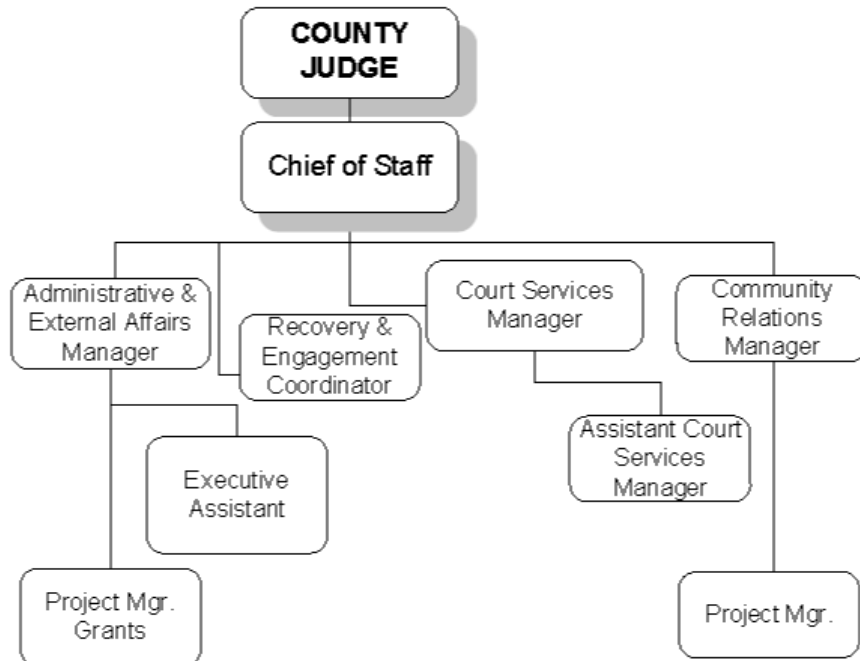 COUNTY
JUDGE
Chief of Staff
Administrative &
External Affairs
Manager
Recovery &
Engagement
Coordinator
Court Services
Manager
Community
Relations
Manager
Executive
Assistant
Assistant Court
Services
Manager
Project Mgr.
Grants
Project Mgr.